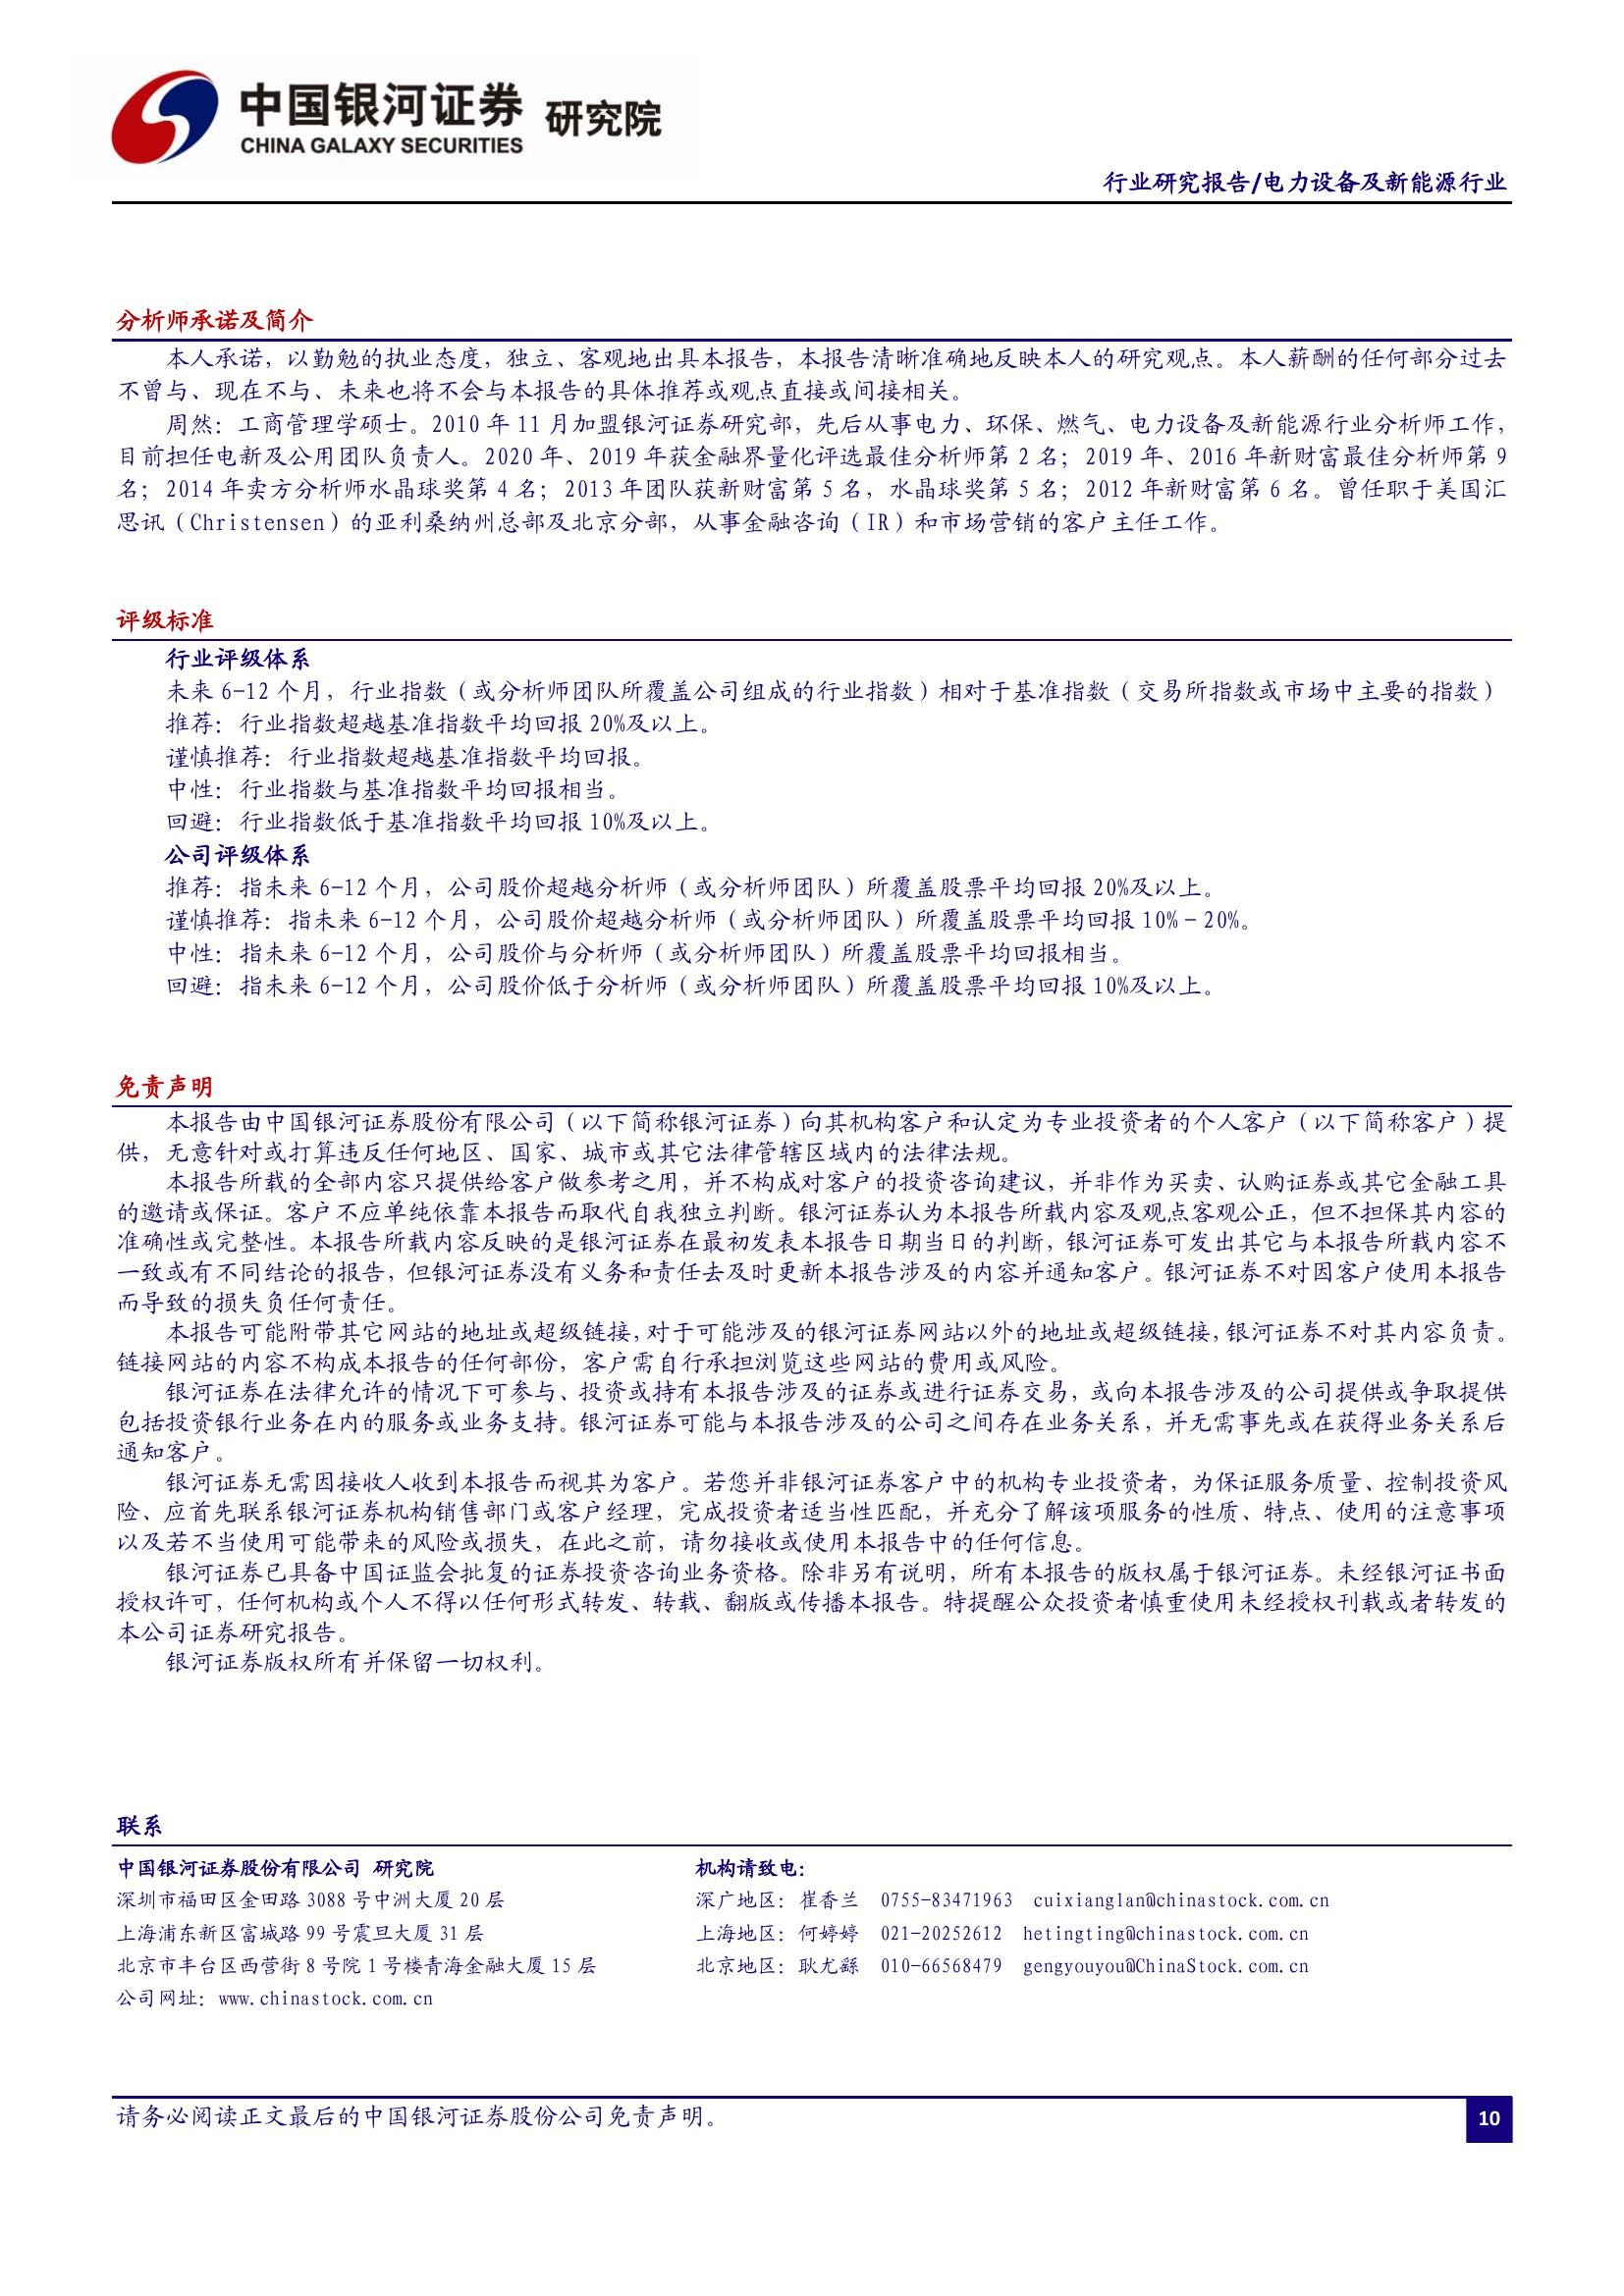 中国银河证券 研究院
CHINA GALAXY SECURITIES
行业研究报告/电力设备及新能源行业
分析师承诺及简介
本人承诺，以勤勉的执业态度，独立、客观地出具本报告，本报告清晰准确地反映本人的研究观点。本人薪酬的任何部分过去
不曾与、现在不与、未来也将不会与本报告的具体推荐或观点直接或间接相关。
周然：工商管理学硕士。2010 年 11 月加盟银河证券研究部，先后从事电力、环保、燃气、电力设备及新能源行业分析师工作，
目前担任电新及公用团队负责人。2020 年、2019 年获金融界量化评选最佳分析师第 2 名；2019 年、2016 年新财富最佳分析师第 9
名；2014 年卖方分析师水晶球奖第 4 名；2013 年团队获新财富第 5 名，水晶球奖第 5 名；2012 年新财富第 6 名。曾任职于美国汇
思讯（Christensen）的亚利桑纳州总部及北京分部，从事金融咨询（IR）和市场营销的客户主任工作。
评级标准
行业评级体系
未来 6-12 个月，行业指数（或分析师团队所覆盖公司组成的行业指数）相对于基准指数（交易所指数或市场中主要的指数）
推荐：行业指数超越基准指数平均回报 20%及以上。
谨慎推荐：行业指数超越基准指数平均回报。
中性：行业指数与基准指数平均回报相当。
回避：行业指数低于基准指数平均回报 10%及以上。
公司评级体系
推荐：指未来 6-12 个月，公司股价超越分析师（或分析师团队）所覆盖股票平均回报 20%及以上。
谨慎推荐：指未来 6-12 个月，公司股价超越分析师（或分析师团队）所覆盖股票平均回报 10%－20%。
中性：指未来 6-12 个月，公司股价与分析师（或分析师团队）所覆盖股票平均回报相当。
回避：指未来 6-12 个月，公司股价低于分析师（或分析师团队）所覆盖股票平均回报 10%及以上。
免责声明
本报告由中国银河证券股份有限公司（以下简称银河证券）向其机构客户和认定为专业投资者的个人客户（以下简称客户）提
供，无意针对或打算违反任何地区、国家、城市或其它法律管辖区域内的法律法规。
本报告所载的全部内容只提供给客户做参考之用，并不构成对客户的投资咨询建议，并非作为买卖、认购证券或其它金融工具
的邀请或保证。客户不应单纯依靠本报告而取代自我独立判断。银河证券认为本报告所载内容及观点客观公正，但不担保其内容的
准确性或完整性。本报告所载内容反映的是银河证券在最初发表本报告日期当日的判断，银河证券可发出其它与本报告所载内容不
一致或有不同结论的报告，但银河证券没有义务和责任去及时更新本报告涉及的内容并通知客户。银河证券不对因客户使用本报告
而导致的损失负任何责任。
本报告可能附带其它网站的地址或超级链接，对于可能涉及的银河证券网站以外的地址或超级链接，银河证券不对其内容负责。
链接网站的内容不构成本报告的任何部份，客户需自行承担浏览这些网站的费用或风险。
银河证券在法律允许的情况下可参与、投资或持有本报告涉及的证券或进行证券交易，或向本报告涉及的公司提供或争取提供
包括投资银行业务在内的服务或业务支持。银河证券可能与本报告涉及的公司之间存在业务关系，并无需事先或在获得业务关系后
通知客户。
银河证券无需因接收人收到本报告而视其为客户。若您并非银河证券客户中的机构专业投资者，为保证服务质量、控制投资风
险、应首先联系银河证券机构销售部门或客户经理，完成投资者适当性匹配，并充分了解该项服务的性质、特点、使用的注意事项
以及若不当使用可能带来的风险或损失，在此之前，请勿接收或使用本报告中的任何信息。
银河证券已具备中国证监会批复的证券投资咨询业务资格。除非另有说明，所有本报告的版权属于银河证券。未经银河证书面
授权许可，任何机构或个人不得以任何形式转发、转载、翻版或传播本报告。特提醒公众投资者慎重使用未经授权刊载或者转发的
本公司证券研究报告。
银河证券版权所有并保留一切权利。
联系
中国银河证券股份有限公司 研究院 机构请致电：
深圳市福田区金田路 3088 号中洲大厦 20 层 深广地区：崔香兰 0755-83471963 cuixianglan@chinastock.com.cn
上海浦东新区富城路 99 号震旦大厦 31 层 上海地区：何婷婷 021-20252612 hetingting@chinastock.com.cn
北京市丰台区西营街 8 号院 1 号楼青海金融大厦 15 层 北京地区：耿尤繇 010-66568479 gengyouyou@ChinaStock.com.cn
公司网址：www.chinastock.com.cn
请务必阅读正文最后的中国银河证券股份公司免责声明。
10